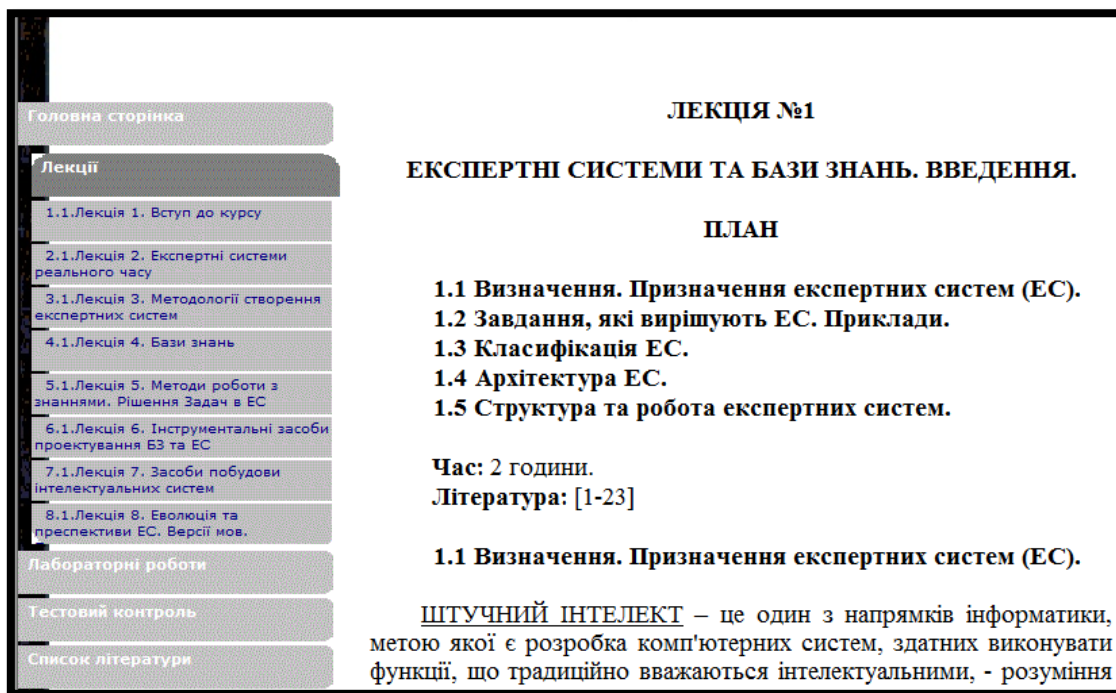 Головна сторінка
Лекції
1.1.Лекція 1. Вступ до курсу
2.1.Лекція 2. Експертні системи
реального часу
3.1.Лекція 3. Методології створення
експертних систем
4.1.Лекція 4. Бази знань
5.1.Лекція 5. Методи роботи з
знаннями. Рішення Задач в ЕС
6.1.Лекція 6. Інструментальні засоби
проектування БЗ та ЕС
7.1.Лекція 7. Засоби побудови
інтелектуальних систем
8.1.Лекція 8. Еволюція та
преспективи ЕС. Версії мов.
Лабораторні роботи
Тестовий контроль
Список літератури
ЛЕКЦІЯ №1
ЕКСПЕРТНІ СИСТЕМИ ТА БАЗИ ЗНАНЬ. ВВЕДЕННЯ.
ПЛАН
1.1 Визначення. Призначення експертних систем (ЕС).
1.2 Завдання, які вирішують ЕС. Приклади.
1.3 Класифікація ЕС.
1.4 Архітектура ЕС.
1.5 Структура та робота експертних систем.
Час: 2 години.
Література: [1-23]
1.1 Визначення. Призначення експертних систем (ЕС).
ШТУЧНИЙ ІНТЕЛЕКТ – це один з напрямків інформатики,
метою якої є розробка комп'ютерних систем, здатних виконувати
функції, що традиційно вважаються інтелектуальними, - розуміння